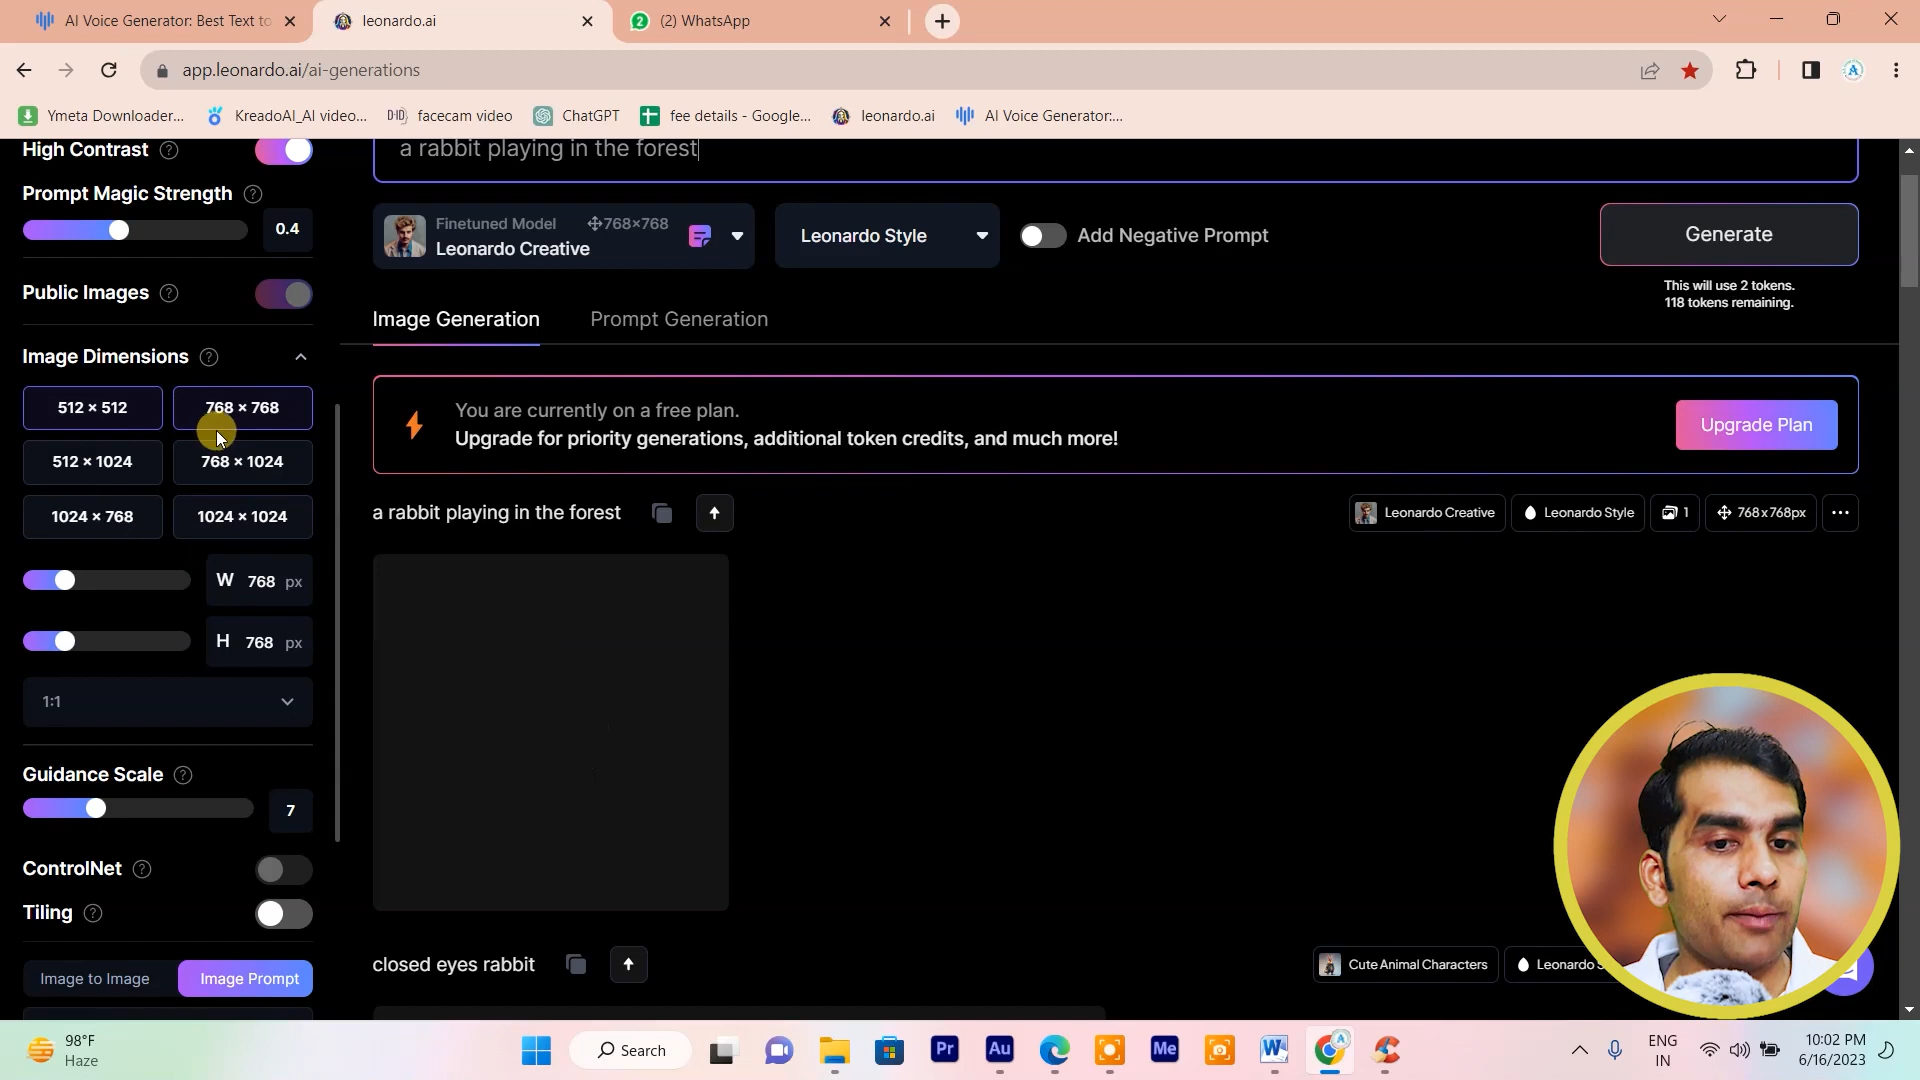 AI Voice Generator: Best Text to
leonardo.ai
(2) WhatsApp
app.leonardo.ai/ai-generations
Ymeta Downloader...
KreadoAI_AI video...
D-ID
facecam video
ChatGPT
fee details - Google...
leonardo.ai
AI Voice Generator:...
High Contrast
a rabbit playing in the forest
Prompt Magic Strength
0.4
Finetuned Model
768×768
Leonardo Creative
Leonardo Style
Add Negative Prompt
Generate
This will use 2 tokens.
118 tokens remaining.
Public Images
Image Generation
Prompt Generation
Image Dimensions
512 × 512
768 × 768
512 × 1024
768 × 1024
1024 × 768
1024 × 1024
You are currently on a free plan.
Upgrade for priority generations, additional token credits, and much more!
Upgrade Plan
a rabbit playing in the forest
Leonardo Creative
Leonardo Style
1
768x768px
W 768 px
H 768 px
1:1
Guidance Scale
7
ControlNet
Tiling
Image to Image
Image Prompt
closed eyes rabbit
Cute Animal Characters
Leonardo S
98°F
Haze
Search
Pr
Au
Me
ENG
IN
10:02 PM
6/16/2023